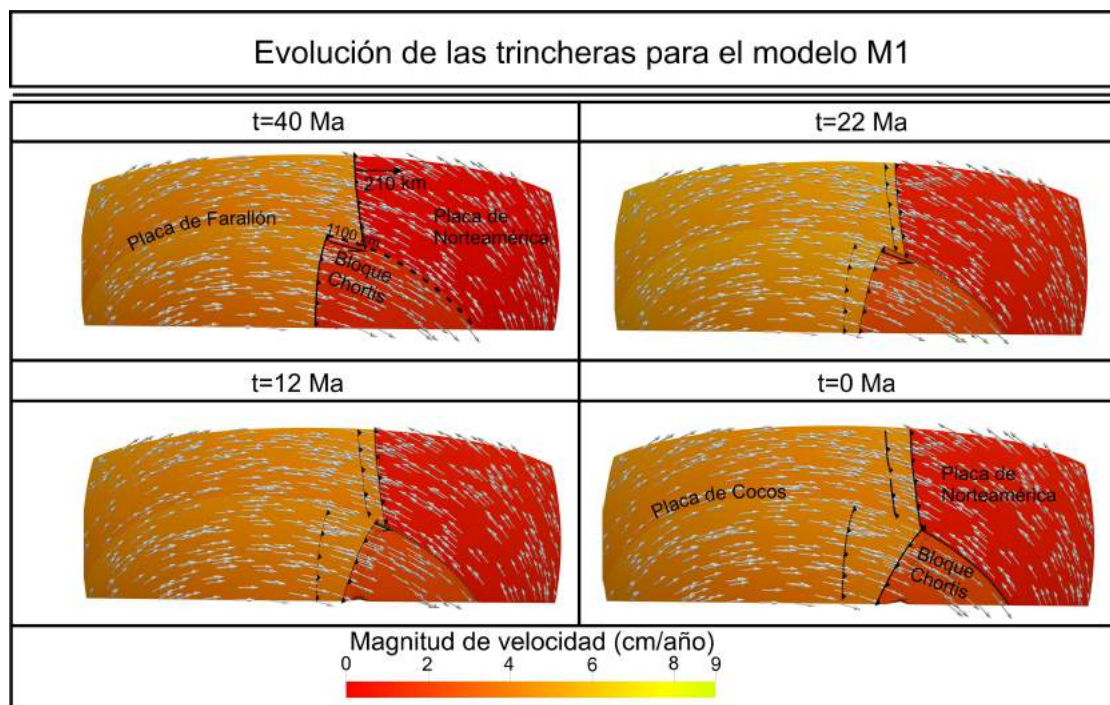 Evolución de las trincheras para el modelo M1
t=40 Ma
t=22 Ma
210 km
Placa de Farallón
Placa de
Norteamérica
1100 km
Bloque
Chortis
t=12 Ma
t=0 Ma
Placa de Cocos
Placa de
Norteamérica
Bloque
Chortis
Magnitud de velocidad (cm/año)
0 2 4 6 8 9